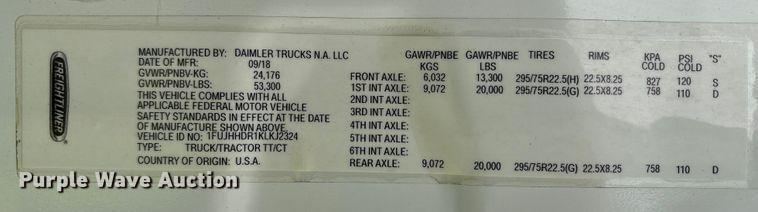 FREIGHTLINER
MANUFACTURED BY: DAIMLER TRUCKS N.A. LLC
DATE OF MFR: 09/18
GVWR/PNBV-KG: 24,176
GVWR/PNBV-LBS: 53,300
THIS VEHICLE COMPLIES WITH ALL
APPLICABLE FEDERAL MOTOR VEHICLE
SAFETY STANDARDS IN EFFECT AT THE DATE
OF MANUFACTURE SHOWN ABOVE.
VEHICLE ID NO: 1FUJHHDR1KLKJ2324
TYPE: TRUCK/TRACTOR TT/CT
COUNTRY OF ORIGIN: U.S.A.
GAWR/PNBE GAWR/PNBE TIRES RIMS KPA PSI "S"
KGS LBS COLD COLD
FRONT AXLE: 6,032 13,300 295/75R22.5(H) 22.5X8.25 827 120 S
1ST INT AXLE: 9,072 20,000 295/75R22.5(G) 22.5X8.25 758 110 D
2ND INT AXLE:
3RD INT AXLE:
4TH INT AXLE:
5TH INT AXLE:
6TH INT AXLE:
REAR AXLE: 9,072 20,000 295/75R22.5(G) 22.5X8.25 758 110 D
Purple Wave Auction